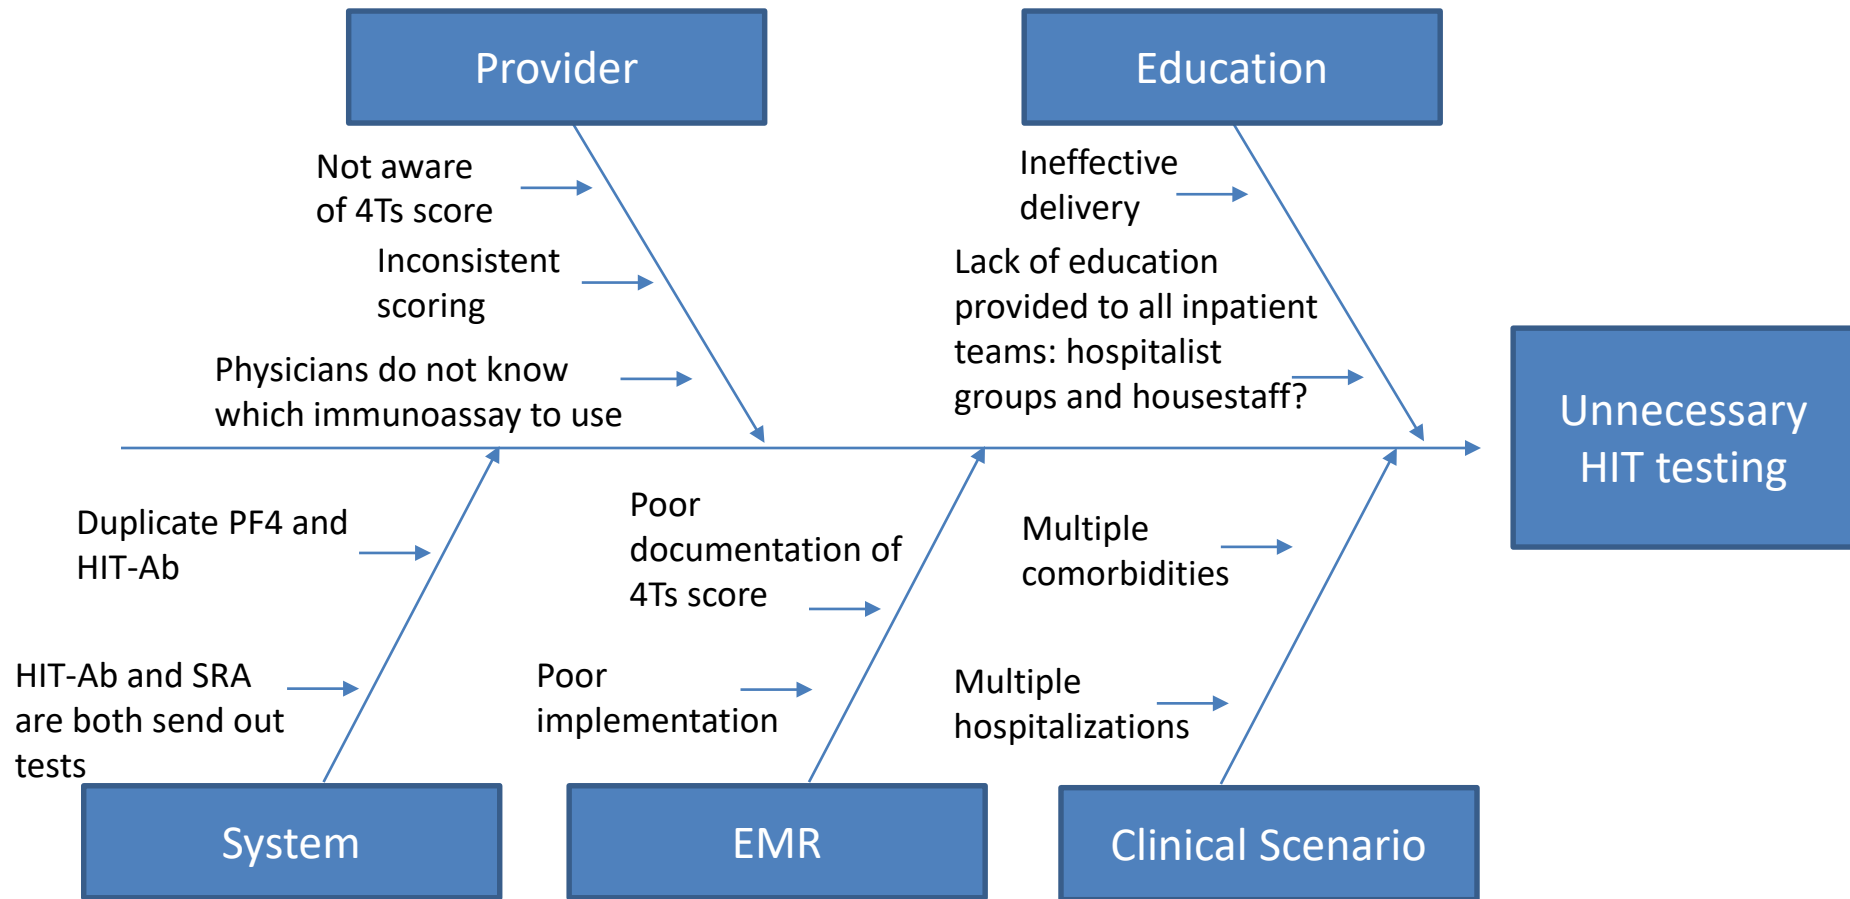 Provider
Education
Not aware
of 4Ts score
Inconsistent
scoring
Physicians do not know
which immunoassay to use
Ineffective
delivery
Lack of education
provided to all inpatient
teams: hospitalist
groups and housestaff?
Unnecessary
HIT testing
Duplicate PF4 and
HIT-Ab
HIT-Ab and SRA
are both send out
tests
Poor
documentation of
4Ts score
Poor
implementation
Multiple
comorbidities
Multiple
hospitalizations
System
EMR
Clinical Scenario